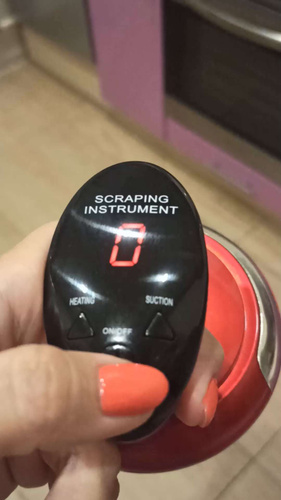 SCRAPING
INSTRUMENT
0
HEATING SUCTION
ON/OFF